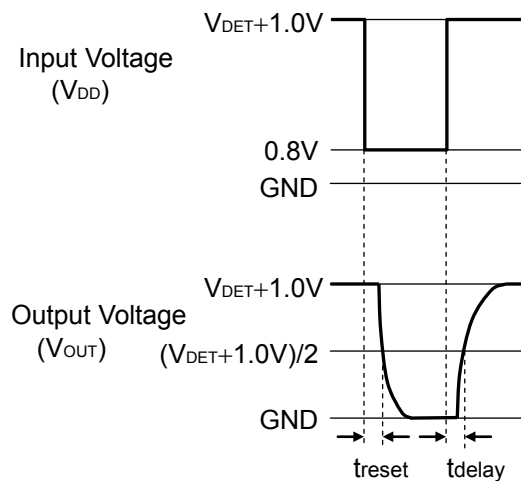 VDET+1.0V
Input Voltage
(VDD)
0.8V
GND
VDET+1.0V
Output Voltage
(VOUT)
(VDET+1.0V)/2
GND
treset
tdelay